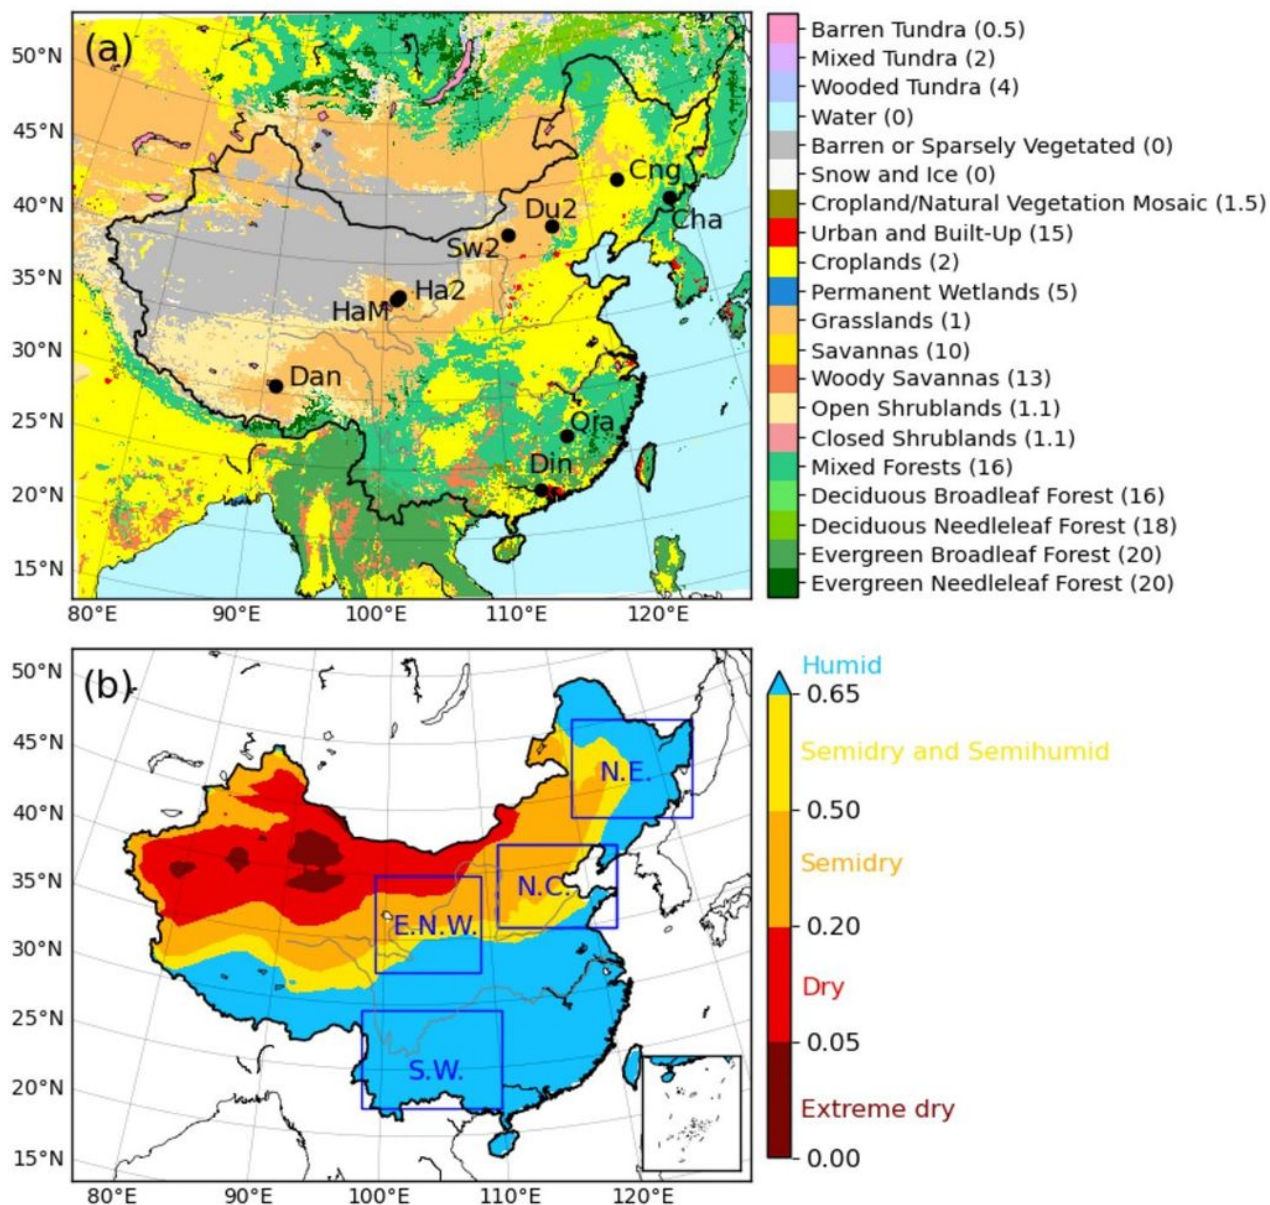 (a)
50°N
45°N
40°N
35°N
30°N
25°N
20°N
15°N
80°E
90°E
100°E
110°E
120°E
Cng
Cha
Du2
Sw2
Ha2
HaM
Dan
Qia
Din
Barren Tundra (0.5)
Mixed Tundra (2)
Wooded Tundra (4)
Water (0)
Barren or Sparsely Vegetated (0)
Snow and Ice (0)
Cropland/Natural Vegetation Mosaic (1.5)
Urban and Built-Up (15)
Croplands (2)
Permanent Wetlands (5)
Grasslands (1)
Savannas (10)
Woody Savannas (13)
Open Shrublands (1.1)
Closed Shrublands (1.1)
Mixed Forests (16)
Deciduous Broadleaf Forest (16)
Deciduous Needleleaf Forest (18)
Evergreen Broadleaf Forest (20)
Evergreen Needleleaf Forest (20)
(b)
50°N
45°N
40°N
35°N
30°N
25°N
20°N
15°N
80°E
90°E
100°E
110°E
120°E
N.E.
N.C.
E.N.W.
S.W.
Humid
0.65
Semidry and Semihumid
0.50
Semidry
0.20
Dry
0.05
Extreme dry
0.00